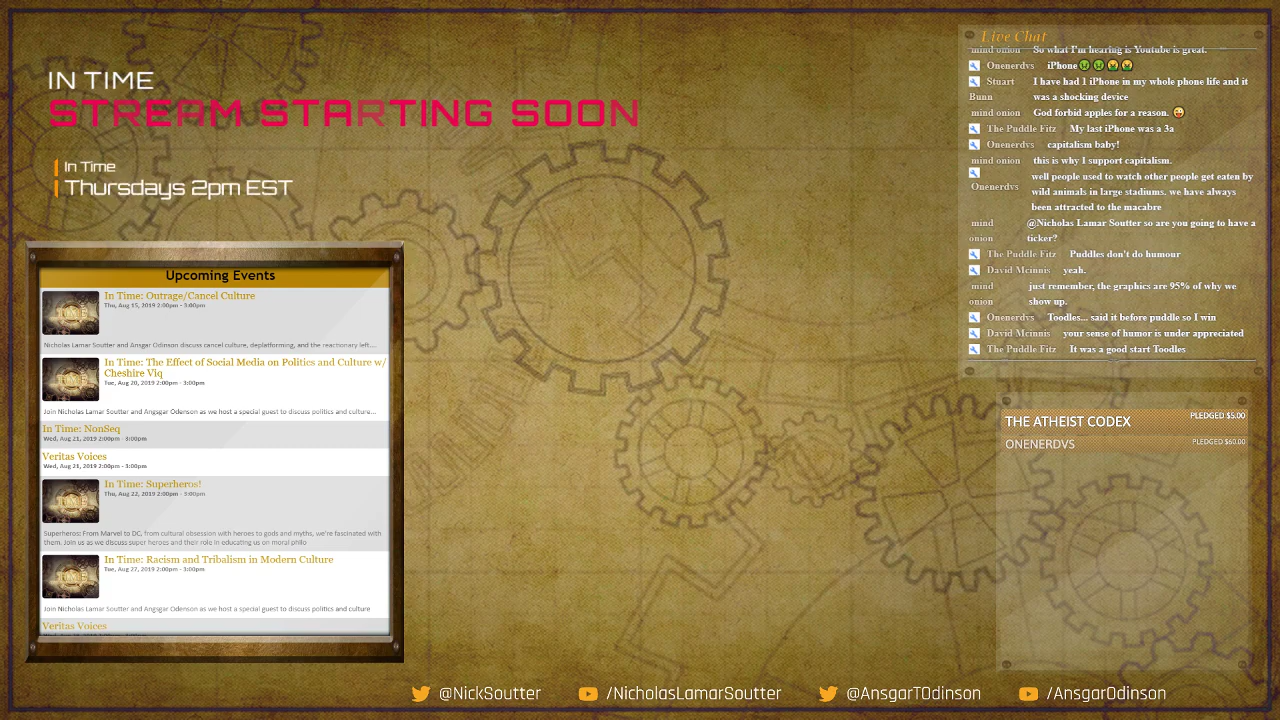 IN TIME
STREAM STARTING SOON
In Time
Thursdays 2pm EST
Upcoming Events
In Time: Outrage/Cancel Culture
Thu, Aug 15, 2019 2:00pm - 3:00pm
Nicholas Lamar Soutter and Ansgar Odinson discuss cancel culture, deplatforming, and the reactionary left....
In Time: The Effect of Social Media on Politics and Culture w/
Cheshire Viq
Tue, Aug 20, 2019 2:00pm - 3:00pm
Join Nicholas Lamar Soutter and Angsgar Odenson as we host a special guest to discuss politics and culture...
In Time: NonSeq
Wed, Aug 21, 2019 2:00pm - 3:00pm
Veritas Voices
Wed, Aug 21, 2019 2:00pm - 3:00pm
In Time: Superheros!
Thu, Aug 22, 2019 2:00pm - 3:00pm
Superheros: From Marvel to DC, from cultural obsession with heroes to gods and myths, we're fascinated with
them. Join us as we discuss super heroes and their role in educating us on moral philo
In Time: Racism and Tribalism in Modern Culture
Tue, Aug 27, 2019 2:00pm - 3:00pm
Join Nicholas Lamar Soutter and Angsgar Odenson as we host a special guest to discuss politics and culture
Veritas Voices
Live Chat
mind onion So what I'm hearing is Youtube is great.
Onenerdvs iPhone🤢🤢🤮🤮
Stuart I have had 1 iPhone in my whole phone life and it
Bunn was a shocking device
mind onion God forbid apples for a reason. 😜
The Puddle Fitz My last iPhone was a 3a
Onenerdvs capitalism baby!
mind onion this is why I support capitalism.
well people used to watch other people get eaten by
Onenerdvs wild animals in large stadiums. we have always
been attracted to the macabre
mind @Nicholas Lamar Soutter so are you going to have a
onion ticker?
The Puddle Fitz Puddles don't do humour
David Mcinnis yeah.
mind just remember, the graphics are 95% of why we
onion show up.
Onenerdvs Toodles... said it before puddle so I win
David Mcinnis your sense of humor is under appreciated
The Puddle Fitz It was a good start Toodles
THE ATHEIST CODEX PLEDGED $5.00
ONENERDVS PLEDGED $60.00
@NickSoutter /NicholasLamarSoutter @AnsgarTOdinson /AnsgarOdinson